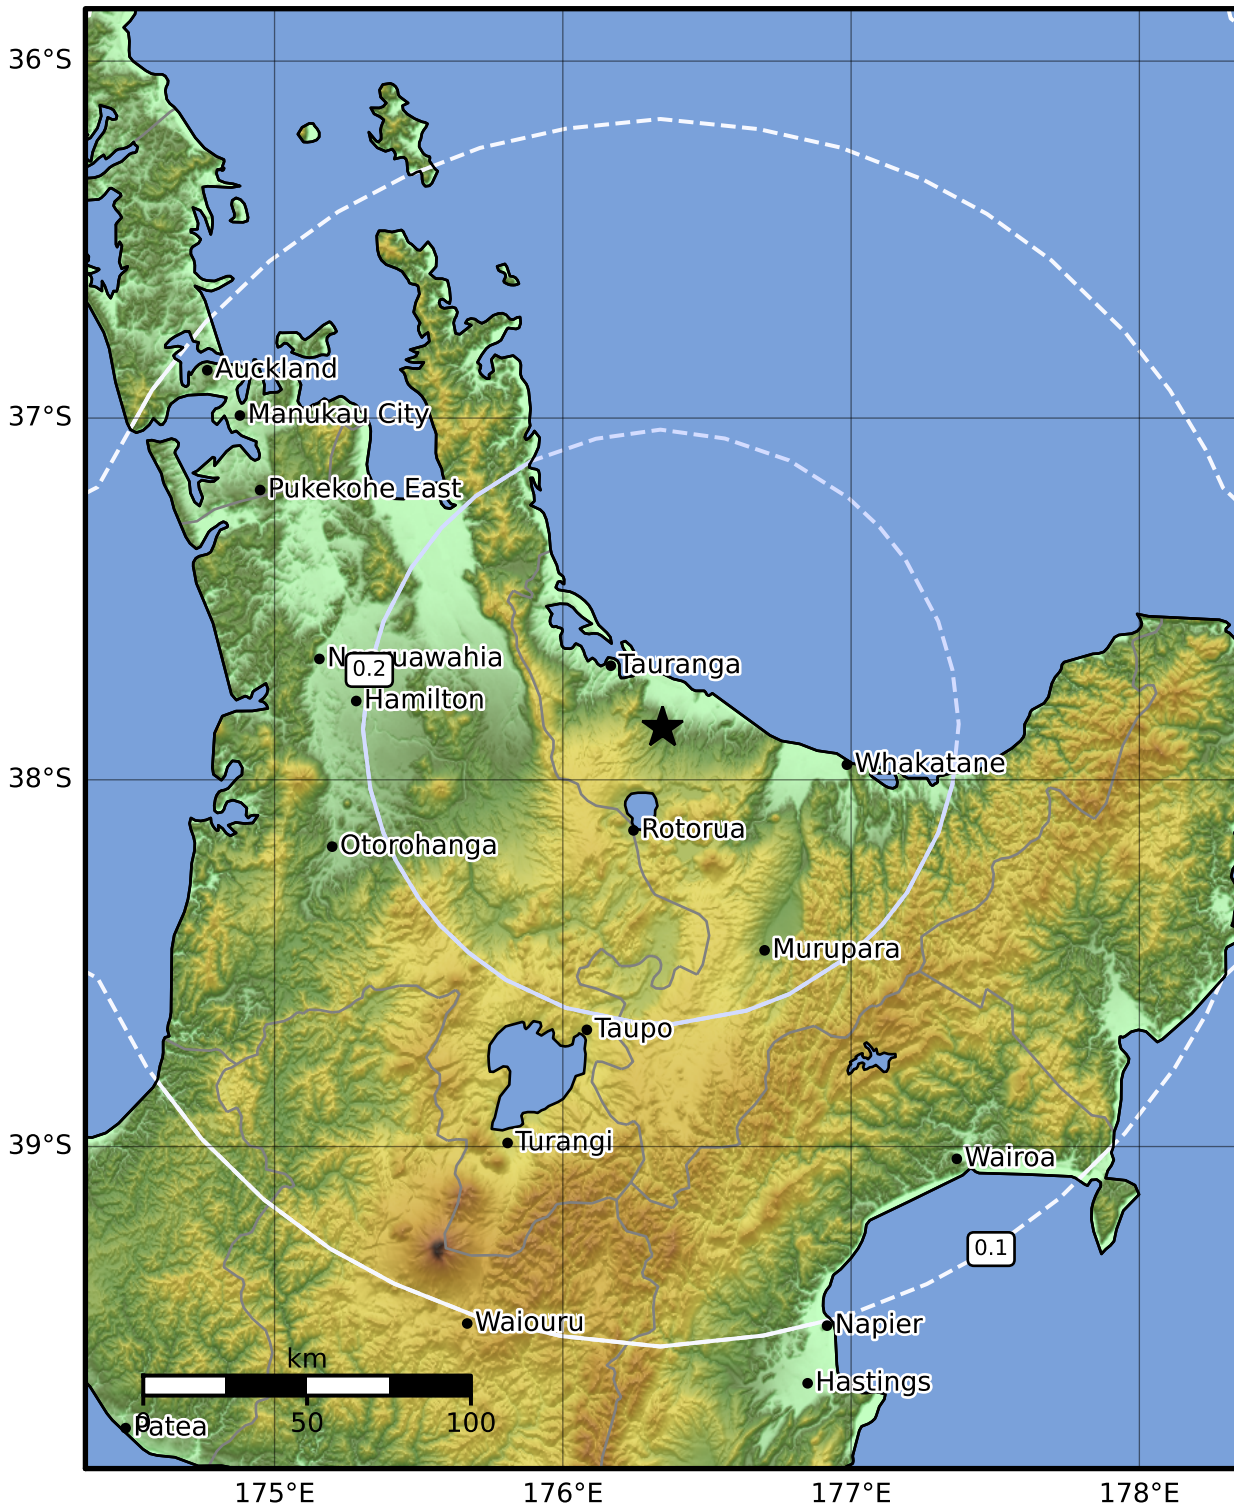 36°S
Auckland
37°S
Manukau City
Pukekohe East
Tauranga
0.2
Hamilton
Whakatane
38°S
Rotorua
Otorohanga
Murupara
Taupo
39°S
Turangi
Wairoa
0.1
Waiouru
Napier
km
Hastings
0 50 100
Patea
175°E 176°E 177°E 178°E